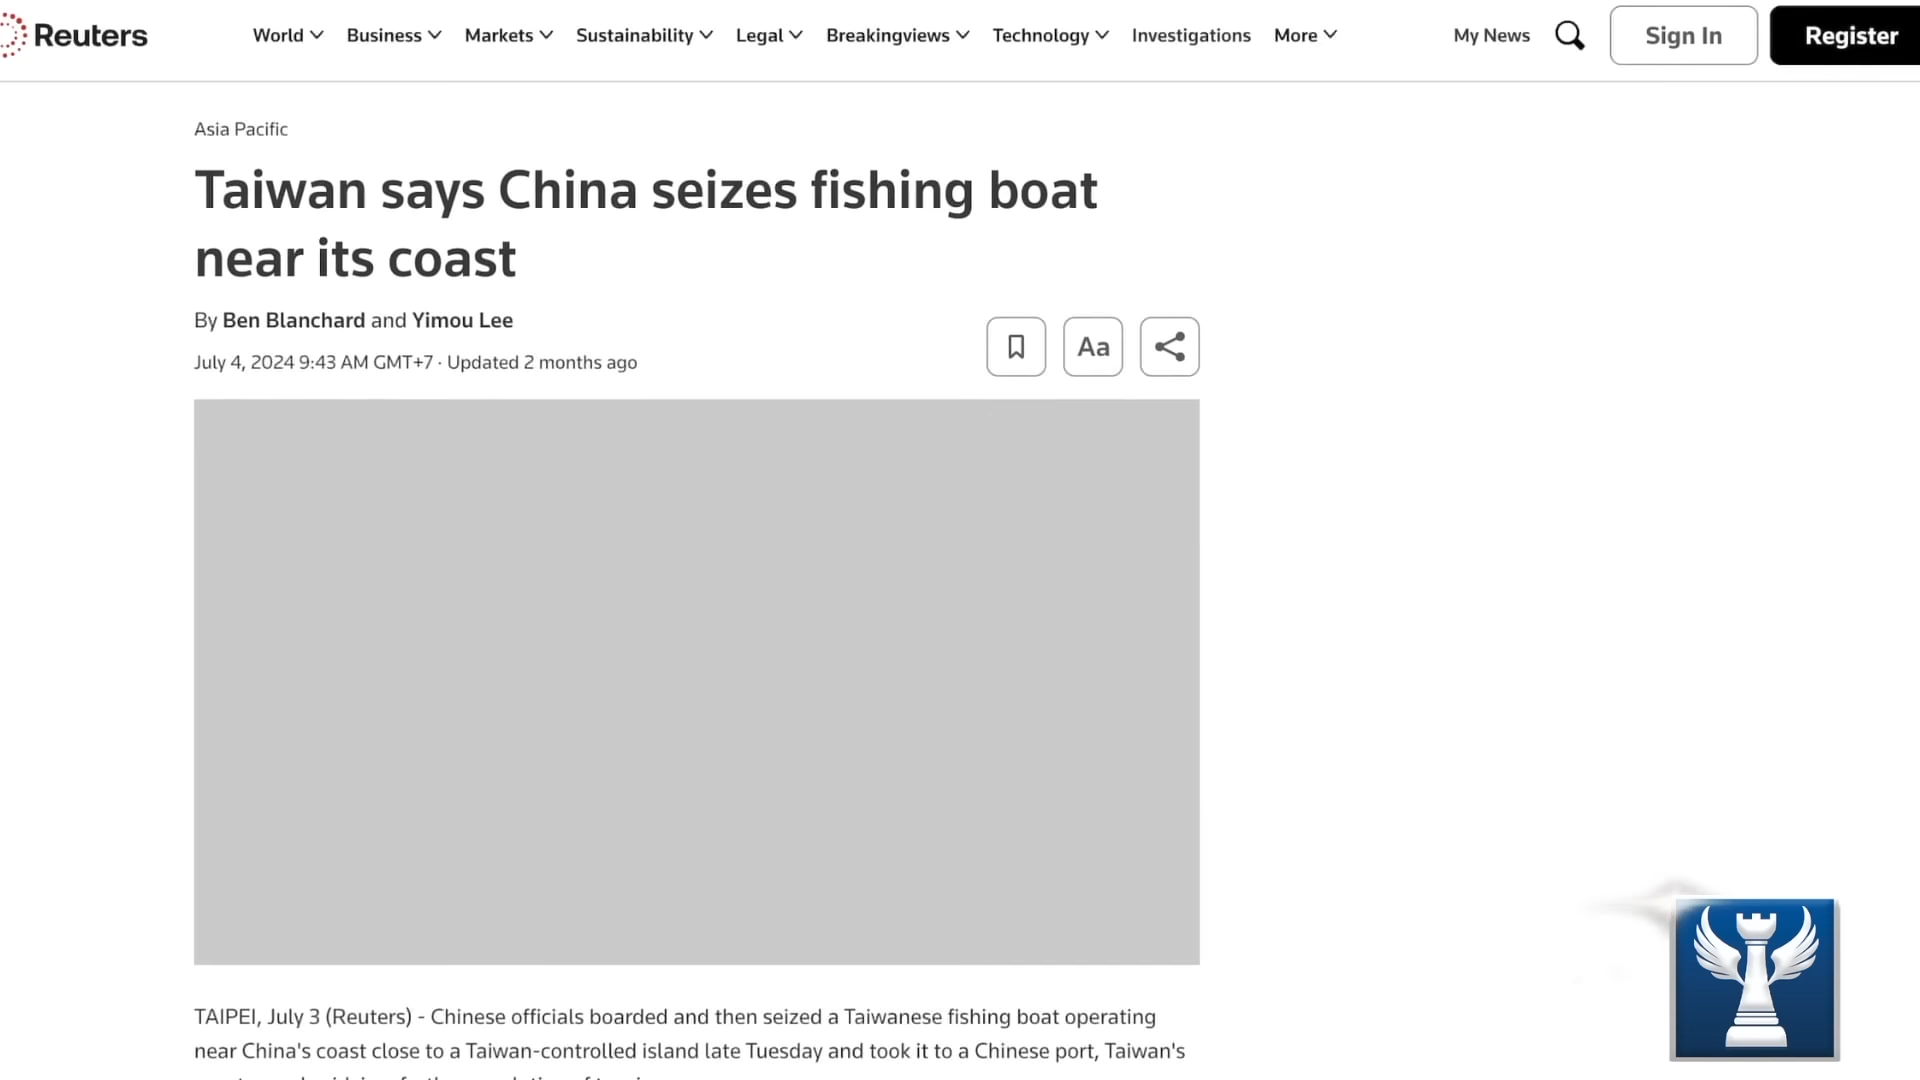 Reuters
World
Business
Markets
Sustainability
Legal
Breakingviews
Technology
Investigations
More
My News
Sign In
Register
Asia Pacific
Taiwan says China seizes fishing boat
near its coast
By Ben Blanchard and Yimou Lee
July 4, 2024 9:43 AM GMT+7 · Updated 2 months ago
Aa
TAIPEI, July 3 (Reuters) - Chinese officials boarded and then seized a Taiwanese fishing boat operating
near China's coast close to a Taiwan-controlled island late Tuesday and took it to a Chinese port, Taiwan's